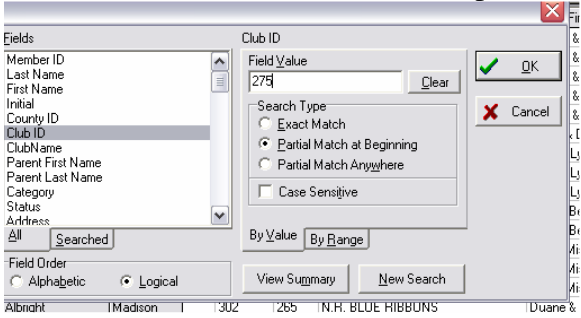 Fields
Member ID
Last Name
First Name
Initial
County ID
Club ID
ClubName
Parent First Name
Parent Last Name
Category
Status
Address
All Searched
Field Order
Alphabetic Logical
Club ID
Field Value
275 Clear
Search Type
Exact Match
Partial Match at Beginning
Partial Match Anywhere
Case Sensitive
By Value By Range
View Summary New Search
OK
Cancel
Albright Madison 302 265 N.H. BLUE RIBBONS Duane &